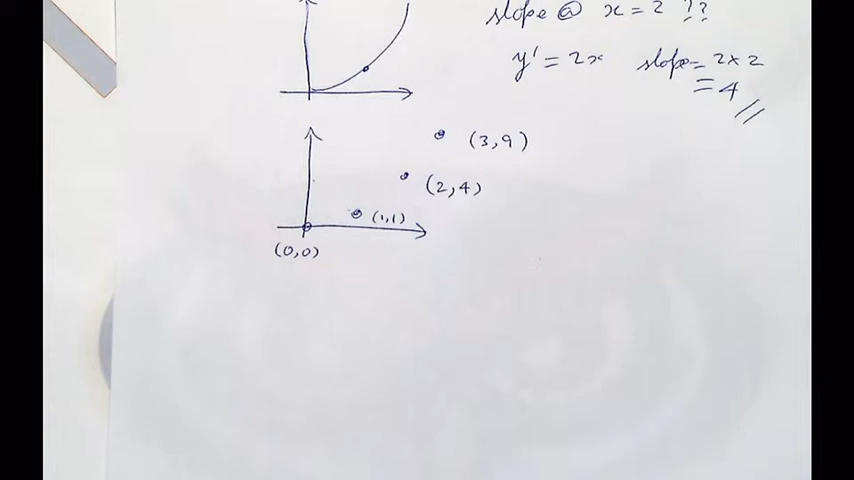 slope @ x = 2 ??
y' = 2x slope = 2 x 2
= 4 //
(3,9)
(2,4)
(1,1)
(0,0)